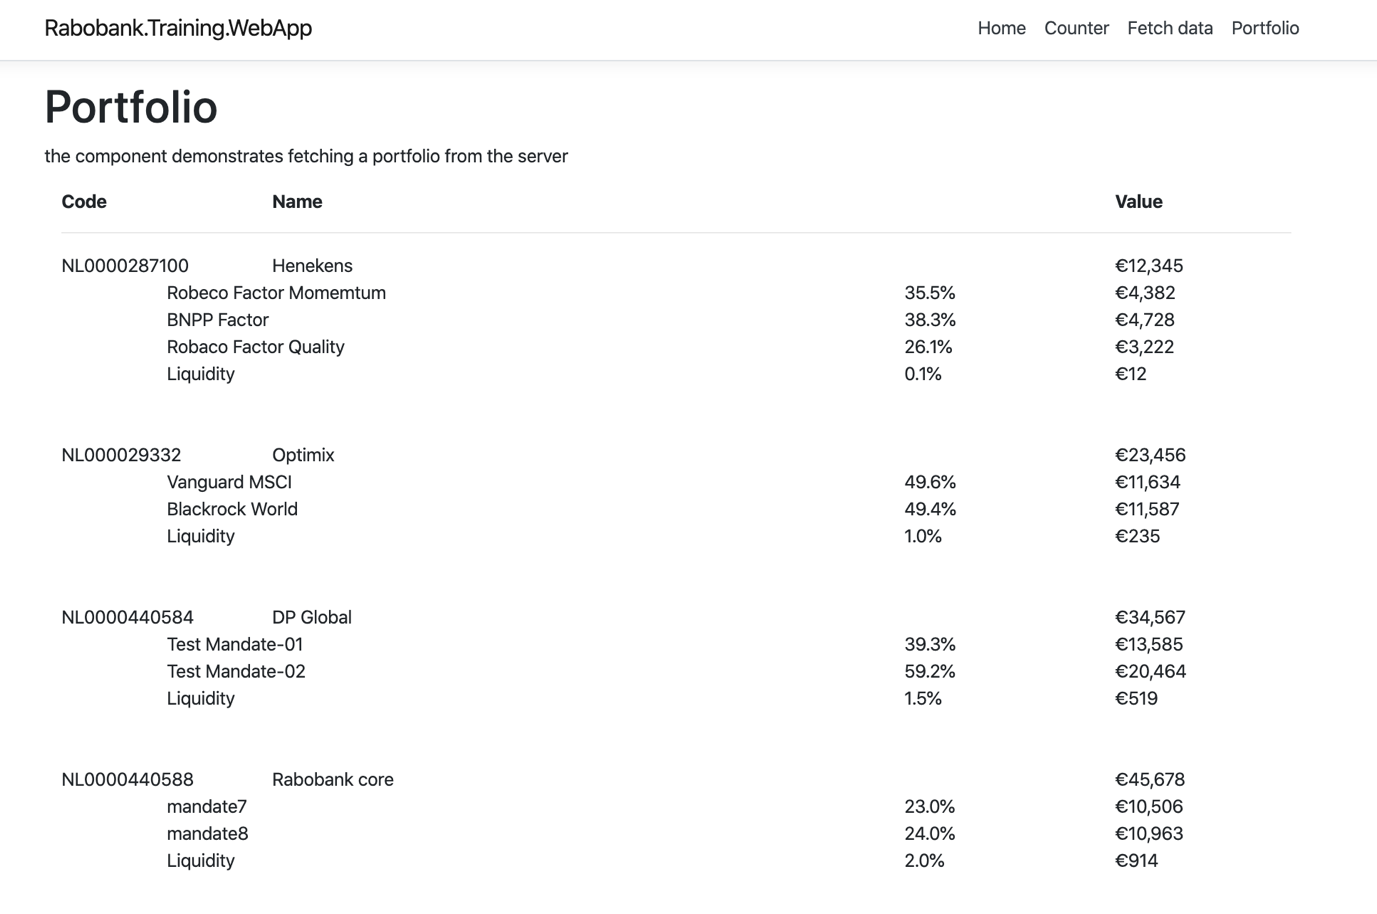 Rabobank.Training.WebApp Home Counter Fetch data Portfolio
Portfolio
the component demonstrates fetching a portfolio from the server
Code Name Value
NL0000287100 Henekens €12,345
Robeco Factor Momemtum 35.5% €4,382
BNPP Factor 38.3% €4,728
Robaco Factor Quality 26.1% €3,222
Liquidity 0.1% €12
NL000029332 Optimix €23,456
Vanguard MSCI 49.6% €11,634
Blackrock World 49.4% €11,587
Liquidity 1.0% €235
NL0000440584 DP Global €34,567
Test Mandate-01 39.3% €13,585
Test Mandate-02 59.2% €20,464
Liquidity 1.5% €519
NL0000440588 Rabobank core €45,678
mandate7 23.0% €10,506
mandate8 24.0% €10,963
Liquidity 2.0% €914